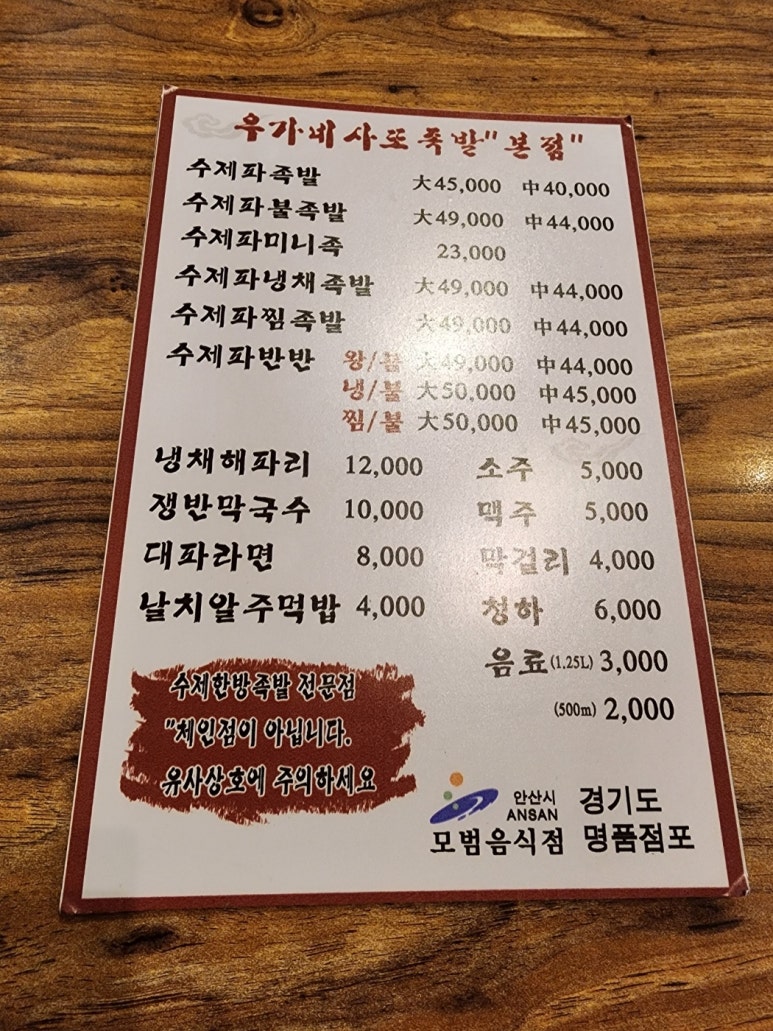 우가네사또족발"본점"
수제파족발 大45,000 中40,000
수제파불족발 大49,000 中44,000
수제파미니족 23,000
수제파냉채족발 大49,000 中44,000
수제파찜족발 大49,000 中44,000
수제파반반 왕/불 大49,000 中44,000
냉/불 大50,000 中45,000
찜/불 大50,000 中45,000
냉채해파리 12,000 소주 5,000
쟁반막국수 10,000 맥주 5,000
대파라면 8,000 막걸리 4,000
날치알주먹밥 4,000 청하 6,000
음료(1.25L) 3,000
(500m) 2,000
수제한방족발 전문점
"체인점이 아닙니다.
유사상호에 주의하세요
안산시 경기도
ANSAN
모범음식점 명품점포